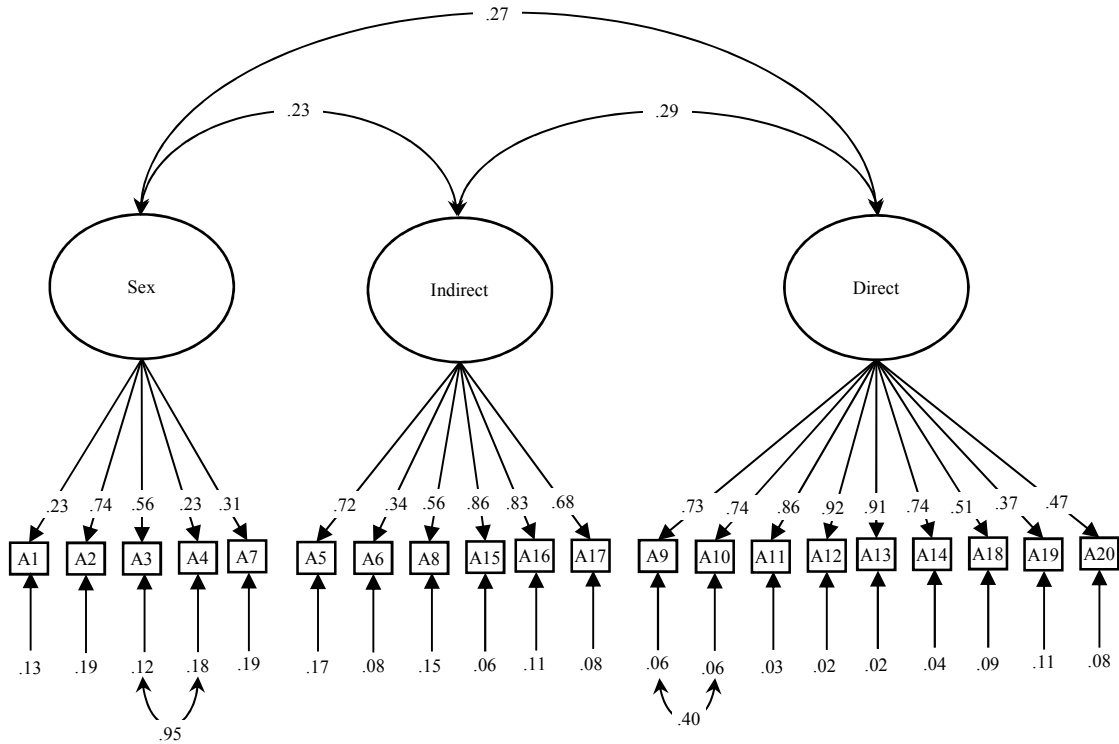 .27
.23 .29
Sex Indirect Direct
.23 .74 .56 .23 .31 .72 .34 .56 .86 .83 .68 .73 .74 .86 .92 .91 .74 .51 .37 .47
A1 A2 A3 A4 A7 A5 A6 A8 A15 A16 A17 A9 A10 A11 A12 A13 A14 A18 A19 A20
.13 .19 .12 .18 .19 .17 .08 .15 .06 .11 .08 .06 .06 .03 .02 .02 .04 .09 .11 .08
.95 .40